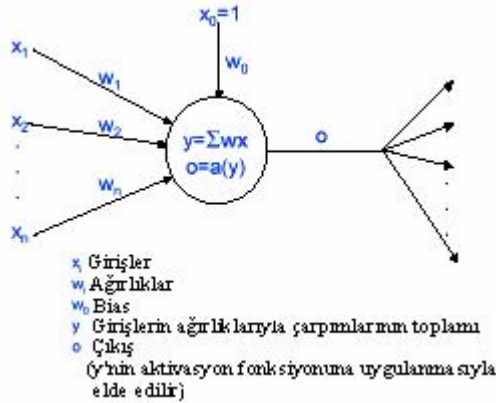 x₀=1
x₁
w₁
w₀
x₂
w₂
y=Σwx
o=a(y)
o
wₙ
xₙ
xᵢ Girişler
wᵢ Ağırlıklar
w₀ Bias
y Girişlerin ağırlıklarıyla çarpımlarının toplamı
o Çıkış
(y'nin aktivasyon fonksiyonuna uygulanmasıyla
elde edilir)